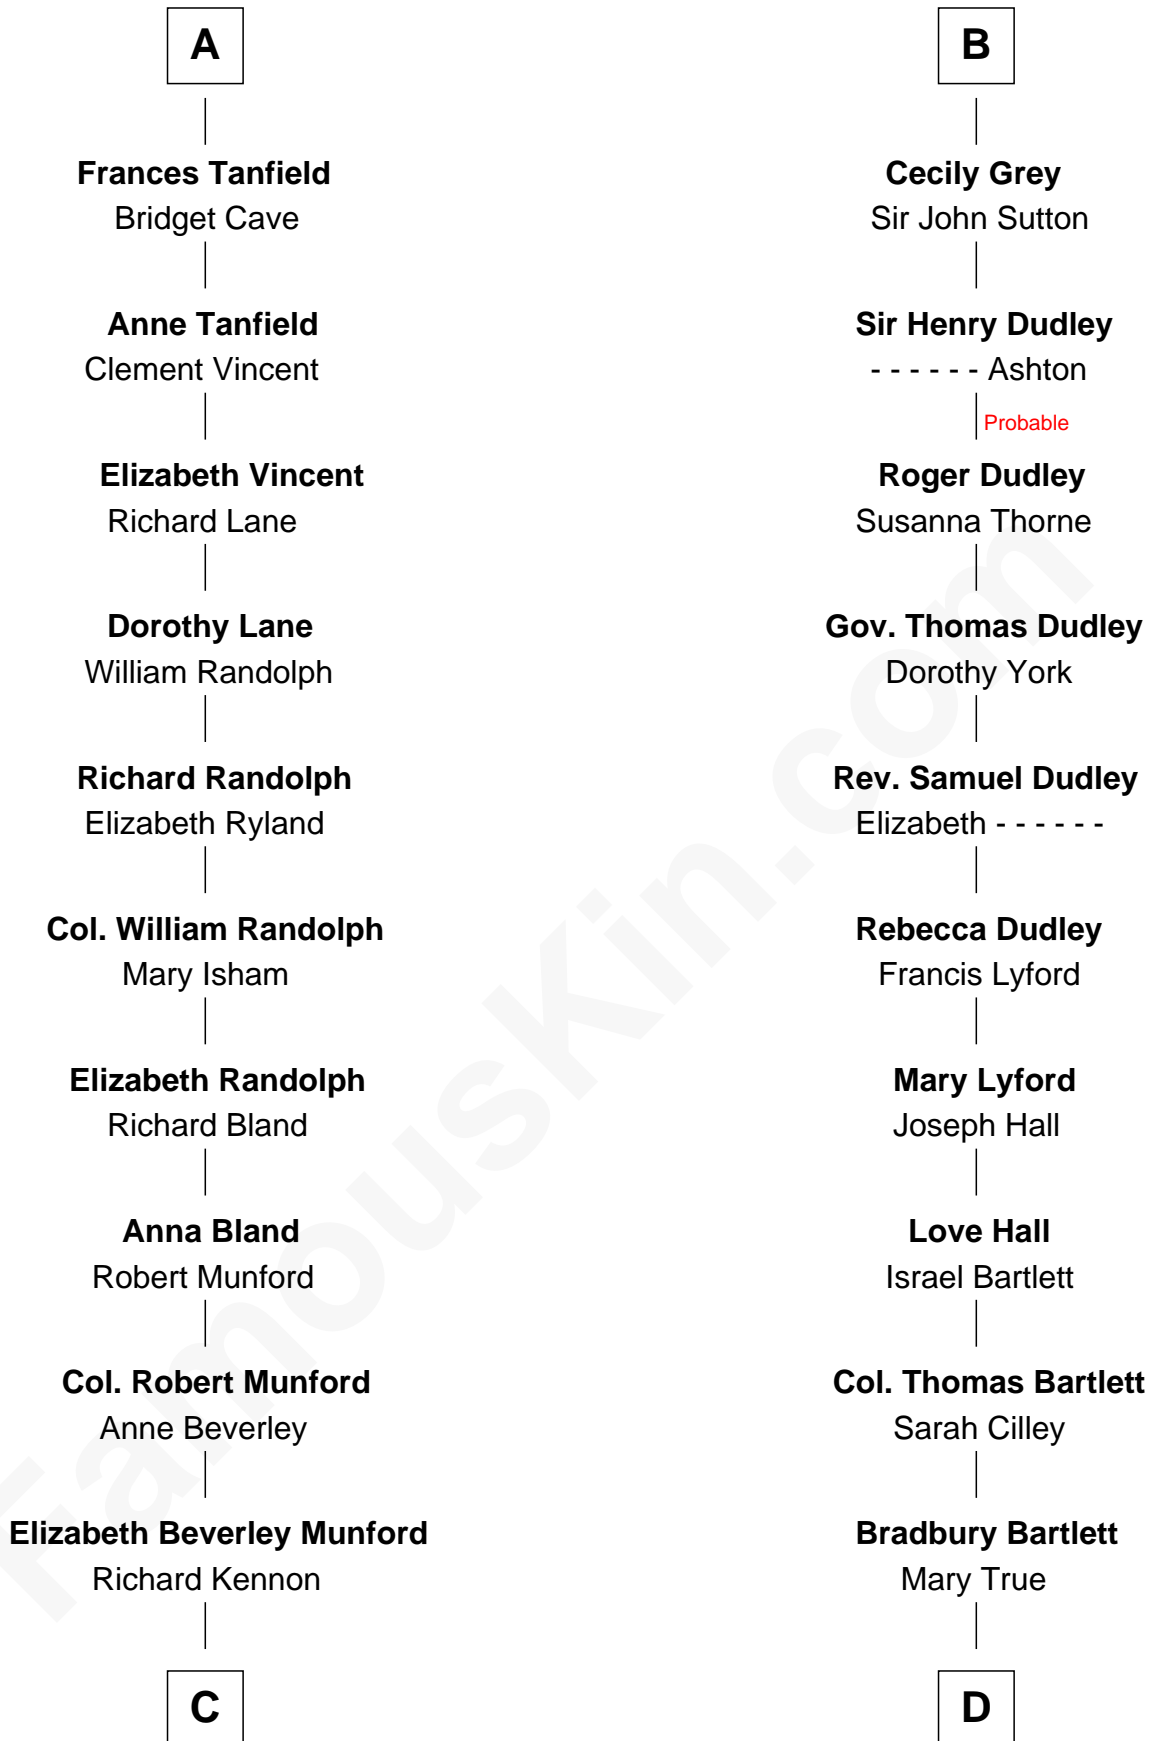 A
Frances Tanfield
Bridget Cave
Anne Tanfield
Clement Vincent
Elizabeth Vincent
Richard Lane
Dorothy Lane
William Randolph
Richard Randolph
Elizabeth Ryland
Col. William Randolph
Mary Isham
Elizabeth Randolph
Richard Bland
Anna Bland
Robert Munford
Col. Robert Munford
Anne Beverley
Elizabeth Beverley Munford
Richard Kennon
C
B
Cecily Grey
Sir John Sutton
Sir Henry Dudley
- - - - - - Ashton
Probable
Roger Dudley
Susanna Thorne
Gov. Thomas Dudley
Dorothy York
Rev. Samuel Dudley
Elizabeth - - - - - -
Rebecca Dudley
Francis Lyford
Mary Lyford
Joseph Hall
Love Hall
Israel Bartlett
Col. Thomas Bartlett
Sarah Cilley
Bradbury Bartlett
Mary True
D
FamousKin.com